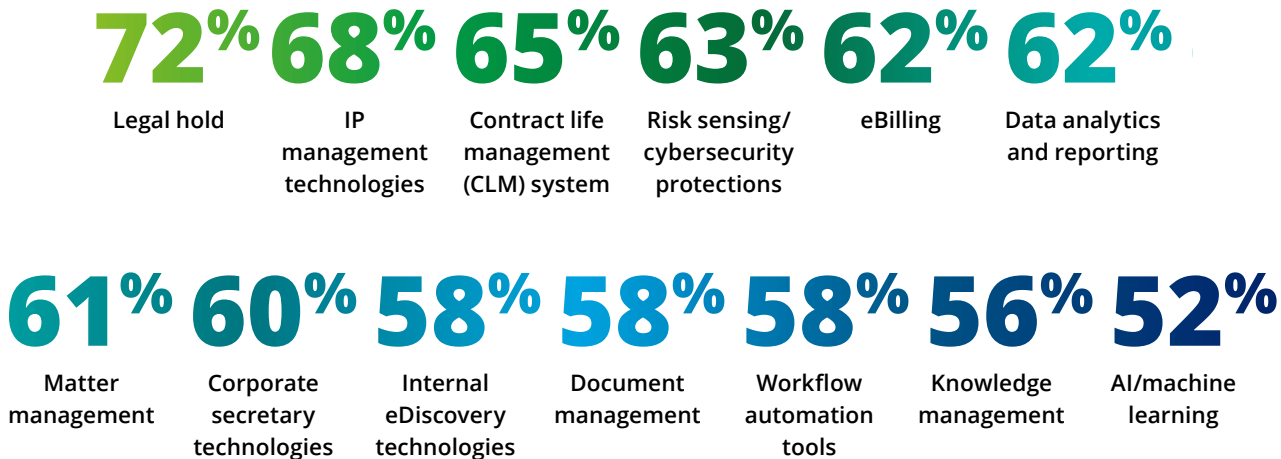 72% 68% 65% 63% 62% 62%
Legal hold
IP
management
technologies
Contract life
management
(CLM) system
Risk sensing/
cybersecurity
protections
eBilling
Data analytics
and reporting
61% 60% 58% 58% 58% 56% 52%
Matter
management
Corporate
secretary
technologies
Internal
eDiscovery
technologies
Document
management
Workflow
automation
tools
Knowledge
management
AI/machine
learning